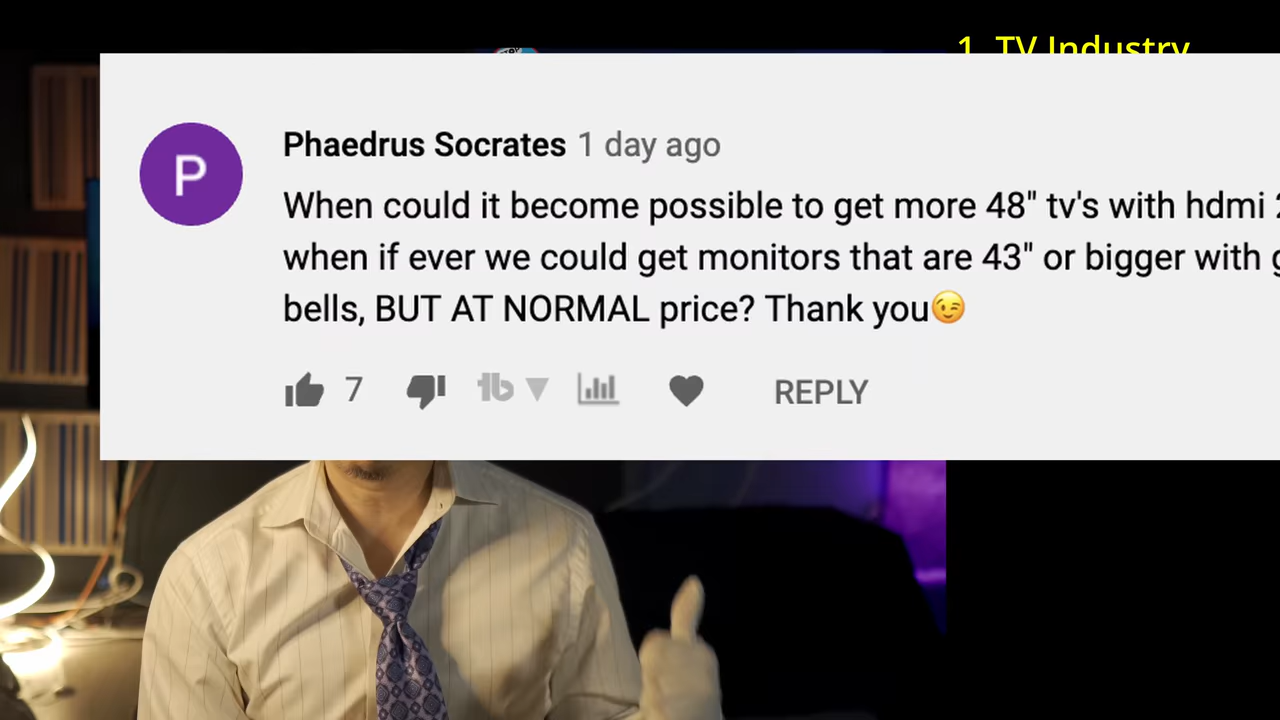 1. TV Industry
P
Phaedrus Socrates 1 day ago
When could it become possible to get more 48" tv's with hdmi
when if ever we could get monitors that are 43" or bigger with
bells, BUT AT NORMAL price? Thank you😉
7
REPLY